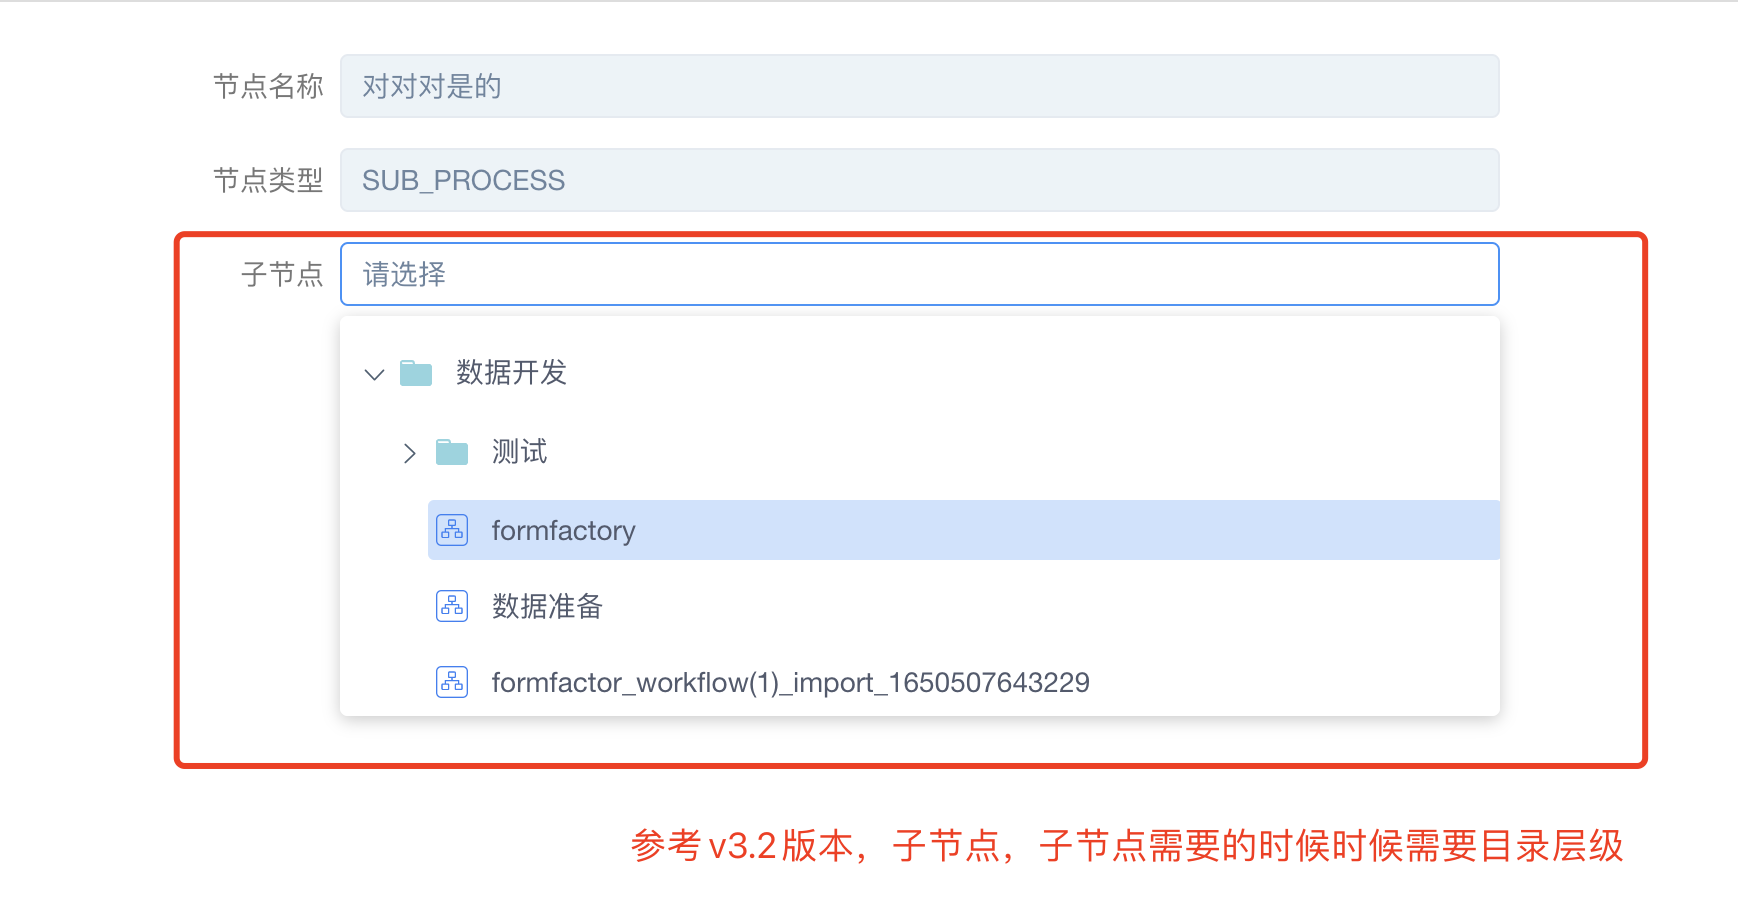 节点名称 对对对是的
节点类型 SUB_PROCESS
子节点 请选择
数据开发
测试
formfactory
数据准备
formfactor_workflow(1)_import_1650507643229
参考v3.2版本，子节点，子节点需要的时候时候需要目录层级